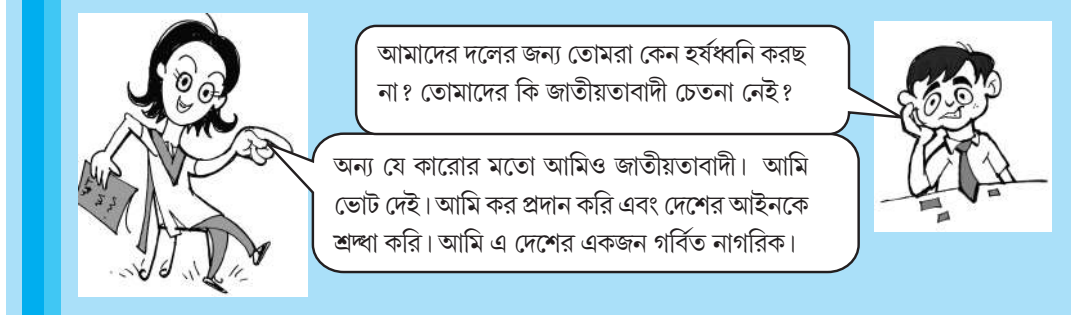 আমাদের দলের জন্য তোমরা কেন হর্ষধ্বনি করছ
না? তোমাদের কি জাতীয়তাবাদী চেতনা নেই?
অন্য যে কারোর মতো আমিও জাতীয়তাবাদী। আমি
ভোট দেই। আমি কর প্রদান করি এবং দেশের আইনকে
শ্রদ্ধা করি। আমি এ দেশের একজন গর্বিত নাগরিক।